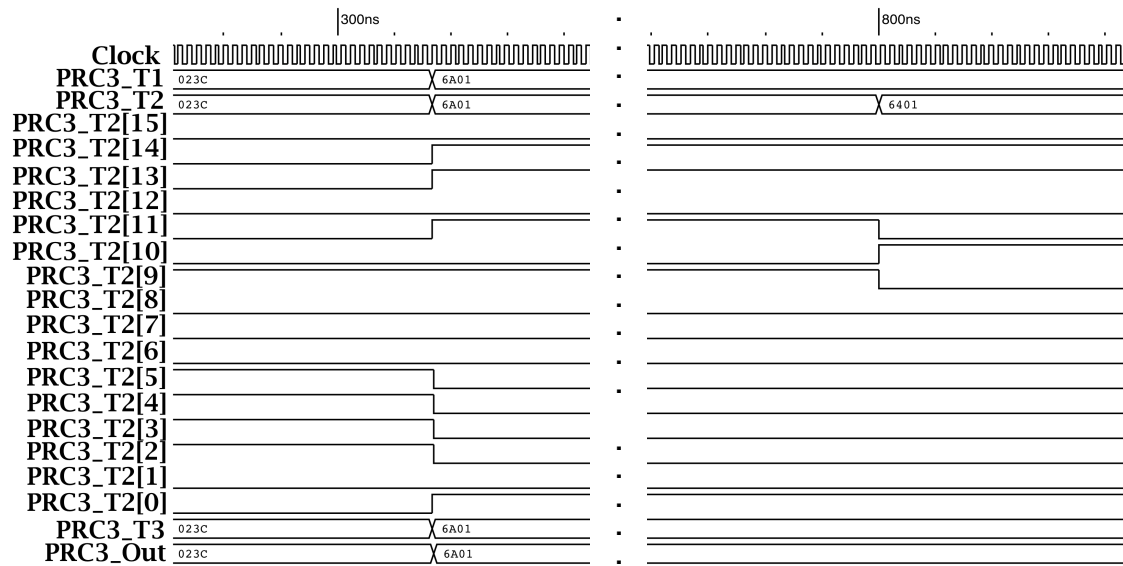 300ns 800ns
Clock
PRC3_T1 023C 6A01
PRC3_T2 023C 6A01 6401
PRC3_T2[15]
PRC3_T2[14]
PRC3_T2[13]
PRC3_T2[12]
PRC3_T2[11]
PRC3_T2[10]
PRC3_T2[9]
PRC3_T2[8]
PRC3_T2[7]
PRC3_T2[6]
PRC3_T2[5]
PRC3_T2[4]
PRC3_T2[3]
PRC3_T2[2]
PRC3_T2[1]
PRC3_T2[0]
PRC3_T3 023C 6A01
PRC3_Out 023C 6A01